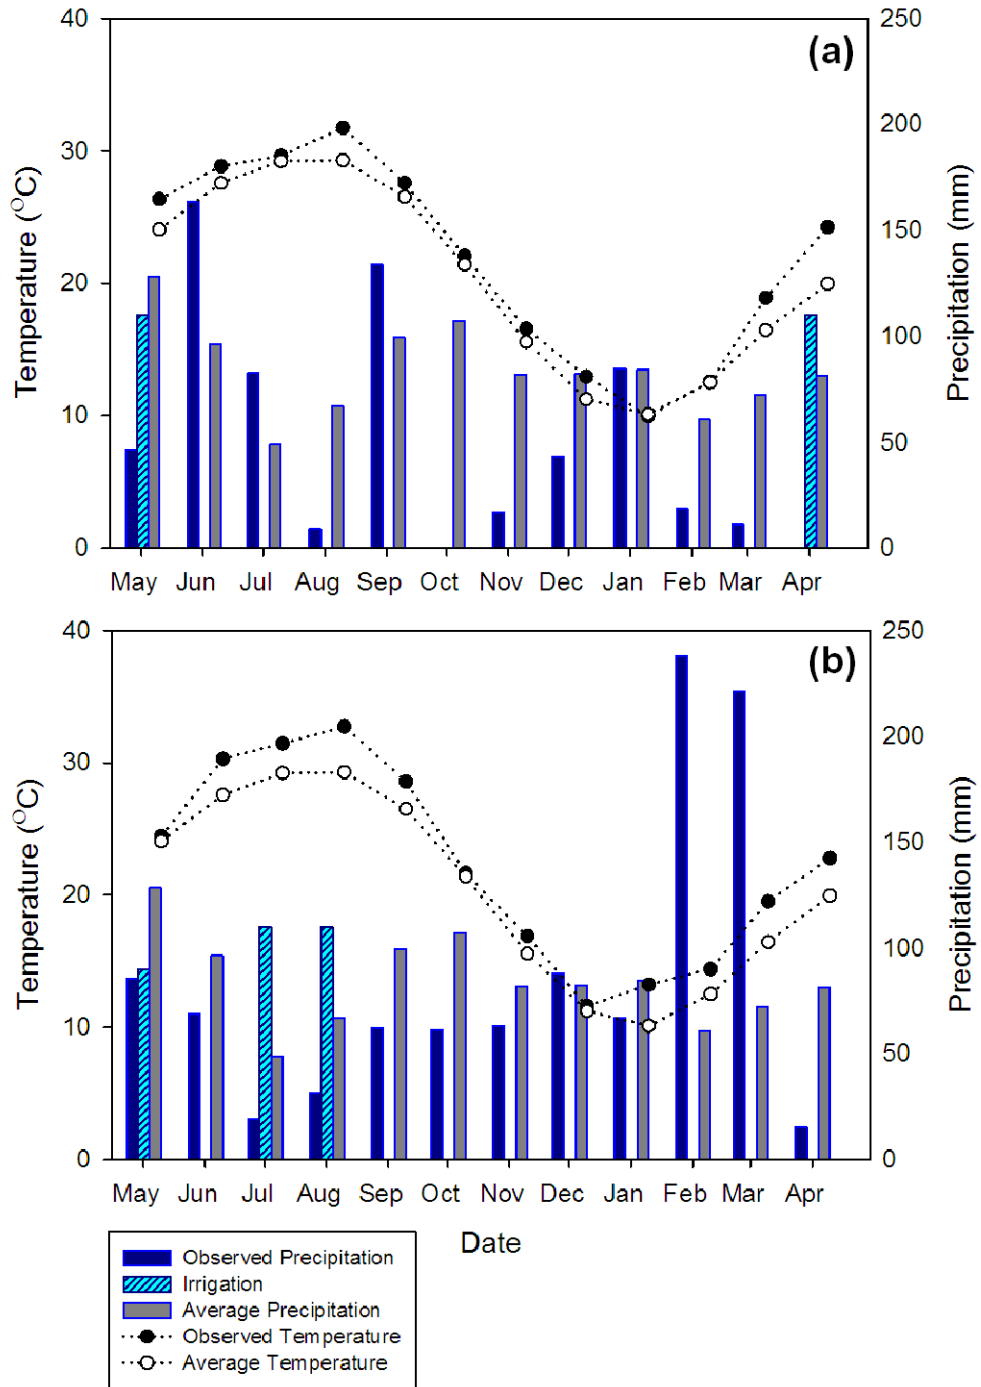 (a)
40
30
20
10
0
Temperature (°C)
250
200
150
100
50
0
Precipitation (mm)
May Jun Jul Aug Sep Oct Nov Dec Jan Feb Mar Apr
(b)
40
30
20
10
0
Temperature (°C)
250
200
150
100
50
0
Precipitation (mm)
May Jun Jul Aug Sep Oct Nov Dec Jan Feb Mar Apr
Date
Observed Precipitation
Irrigation
Average Precipitation
Observed Temperature
Average Temperature